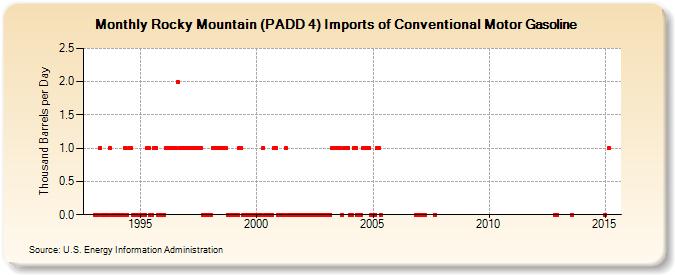 Monthly Rocky Mountain (PADD 4) Imports of Conventional Motor Gasoline
Thousand Barrels per Day
2.5
2.0
1.5
1.0
0.5
0.0
1995 2000 2005 2010 2015
Source: U.S. Energy Information Administration